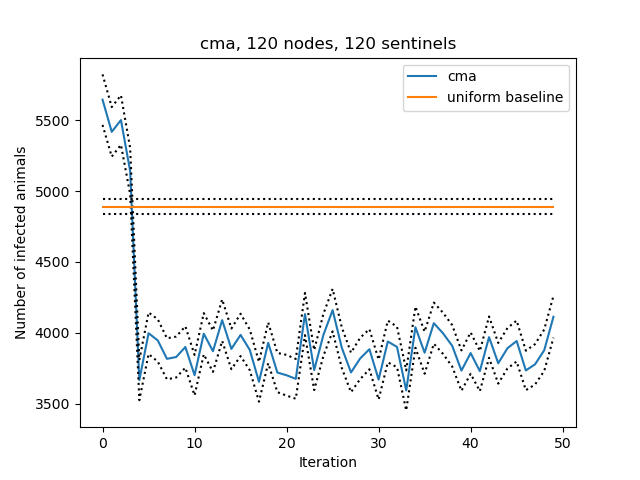 cma, 120 nodes, 120 sentinels
cma
uniform baseline
Number of infected animals
5500
5000
4500
4000
3500
0 10 20 30 40 50
Iteration